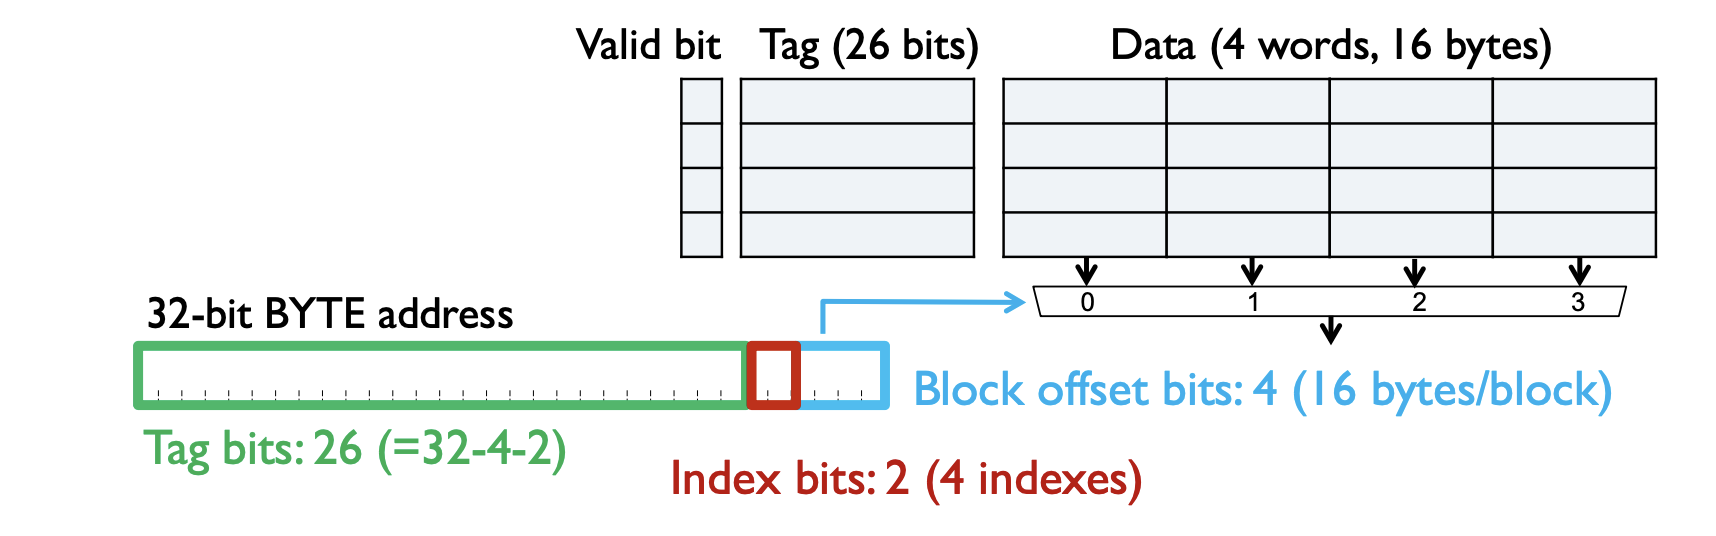 Valid bit
Tag (26 bits)
Data (4 words, 16 bytes)
0 1 2 3
32-bit BYTE address
Block offset bits: 4 (16 bytes/block)
Tag bits: 26 (=32-4-2)
Index bits: 2 (4 indexes)